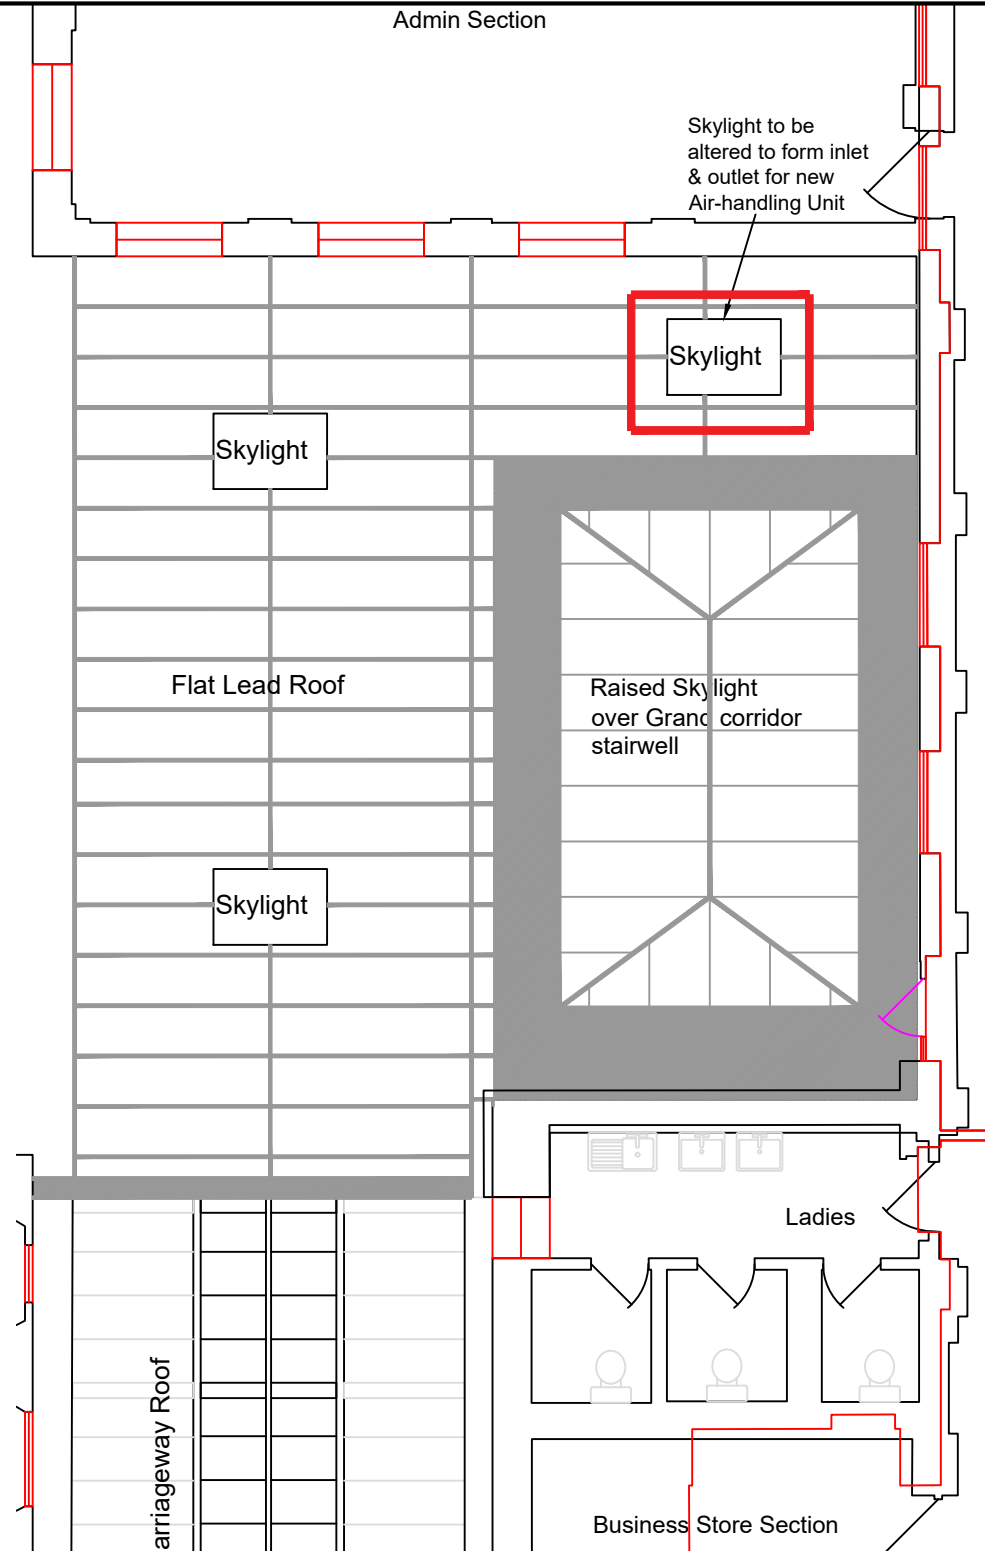 Admin Section
Skylight to be
altered to form inlet
& outlet for new
Air-handling Unit
Skylight
Skylight
Flat Lead Roof
Raised Skylight
over Grand corridor
stairwell
Skylight
Ladies
arriageway Roof
Business Store Section